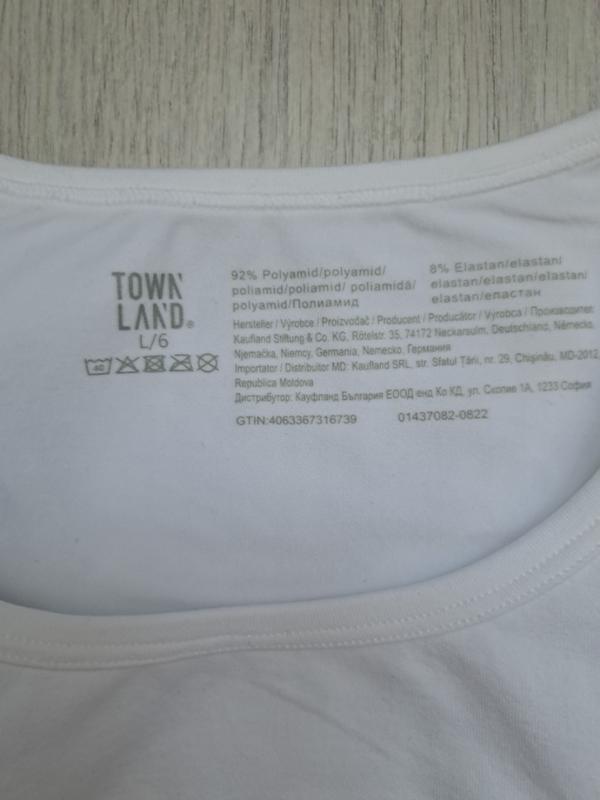 TOWN
LAND®
L/6
40
92% Polyamid/polyamid/
poliamid/poliamid/ poliamidă/
polyamid/Полиамид
8% Elastan/elastani
elastan/elastan/elastan/
elastan/еластан
Hersteller / Výrobce / Proizvođač / Producent / Producător / Výrobca / Производител:
Kaufland Stiftung & Co. KG, Rötelstr. 35, 74172 Neckarsulm, Deutschland, Německo,
Njemačka, Niemcy, Germania, Nemecko, Германия
Importator / Distribuitor MD: Kaufland SRL, str. Sfatul Țării, nr. 29, Chișinău, MD-2012,
Republica Moldova
Дистрибутор: Кауфланд България ЕООД енд Ко КД, ул. Скопие 1А, 1233 София
GTIN:4063367316739
01437082-0822